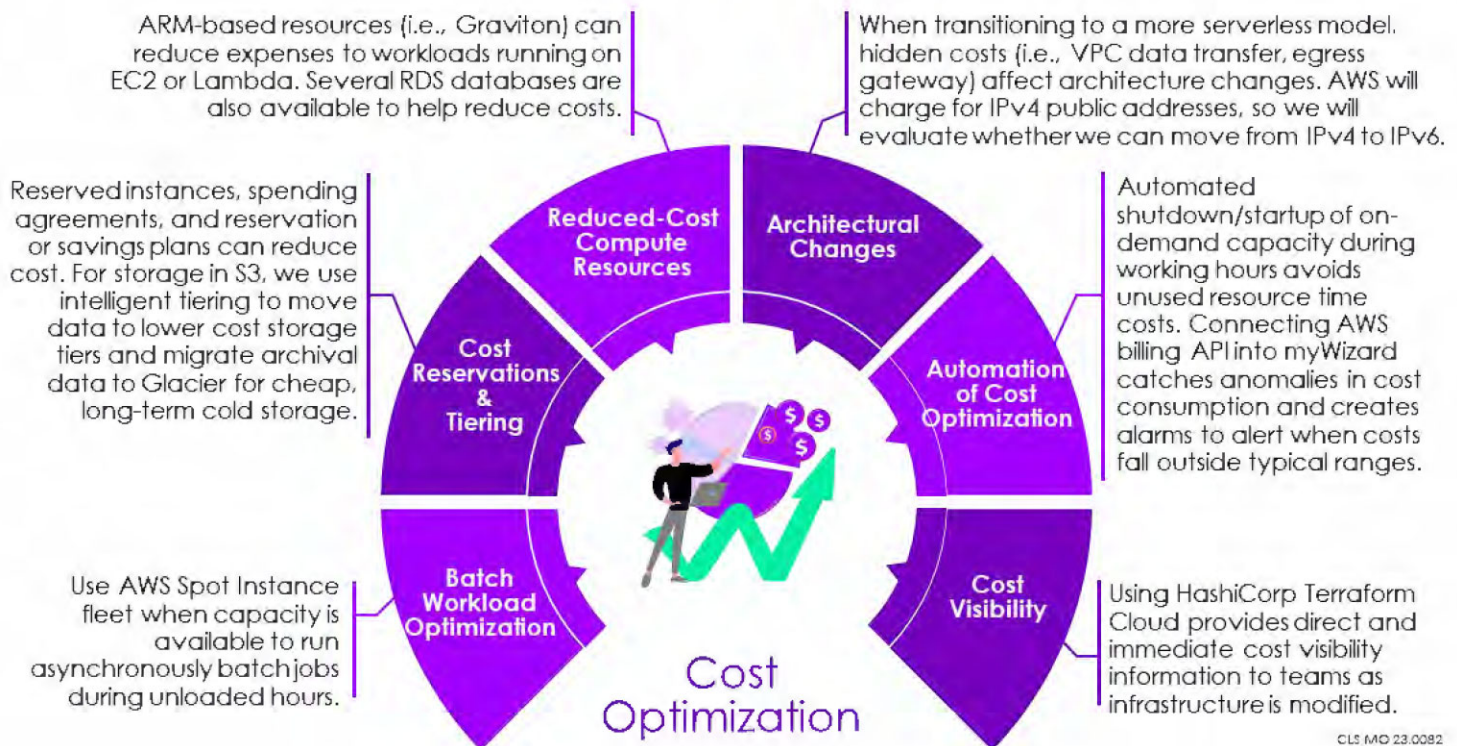 ARM-based resources (i.e., Graviton) can
reduce expenses to workloads running on
EC2 or Lambda. Several RDS databases are
also available to help reduce costs.
When transitioning to a more serverless model.
hidden costs (i.e., VPC data transfer, egress
gateway) affect architecture changes. AWS will
charge for IPv4 public addresses, so we will
evaluate whether we can move from IPv4 to IPv6.
Reserved instances, spending
agreements, and reservation
or savings plans can reduce
cost. For storage in S3, we use
intelligent tiering to move
data to lower cost storage
tiers and migrate archival
data to Glacier for cheap,
long-term cold storage.
Reduced-Cost
Compute
Resources
Architectural
Changes
Automated
shutdown/startup of on-
demand capacity during
working hours avoids
unused resource time
costs. Connecting AWS
billing API into myWizard
catches anomalies in cost
consumption and creates
alarms to alert when costs
fall outside typical ranges.
Cost
Reservations
&
Tiering
Automation
of Cost
Optimization
$
$
$
$
Use AWS Spot Instance
fleet when capacity is
available to run
asynchronously batch jobs
during unloaded hours.
Batch
Workload
Optimization
Cost
Visibility
Using HashiCorp Terraform
Cloud provides direct and
immediate cost visibility
information to teams as
infrastructure is modified.
Cost
Optimization
CLS MO 23.0082